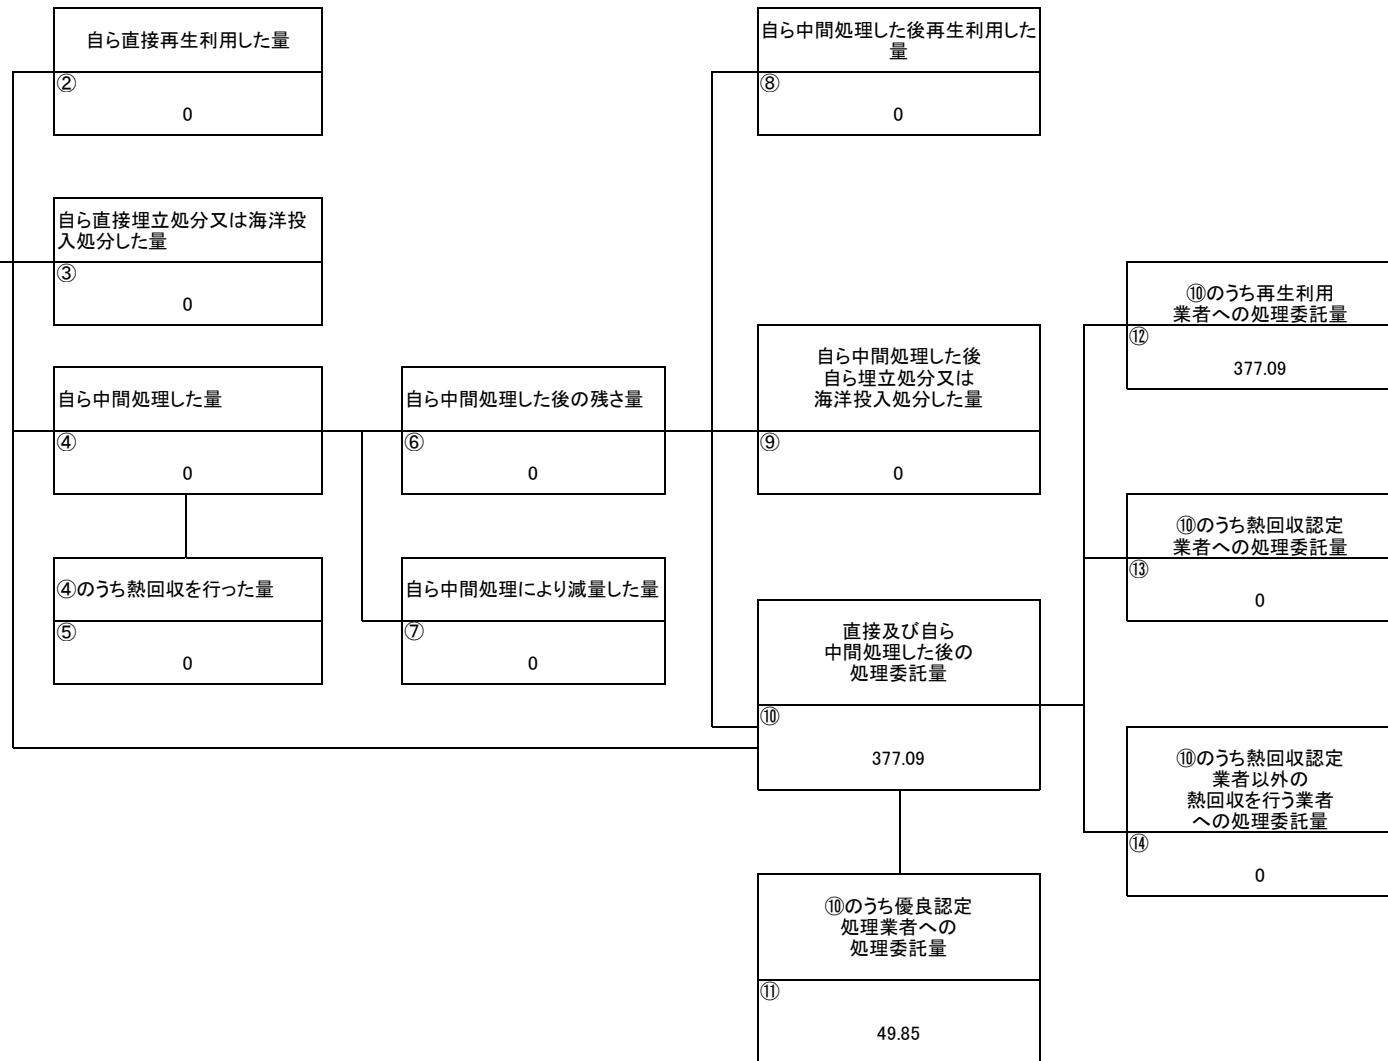 自ら直接再生利用した量
②
0
自ら直接埋立処分又は海洋投
入処分した量
③
0
自ら中間処理した量
④
0
④のうち熱回収を行った量
⑤
0
自ら中間処理した後の残さ量
⑥
0
自ら中間処理により減量した量
⑦
0
自ら中間処理した後再生利用した
量
⑧
0
自ら中間処理した後
自ら埋立処分又は
海洋投入処分した量
⑨
0
直接及び自ら
中間処理した後の
処理委託量
⑩
377.09
⑩のうち優良認定
処理業者への
処理委託量
⑪
49.85
⑩のうち再生利用
業者への処理委託量
⑫
377.09
⑩のうち熱回収認定
業者への処理委託量
⑬
0
⑩のうち熱回収認定
業者以外の
熱回収を行う業者
への処理委託量
⑭
0